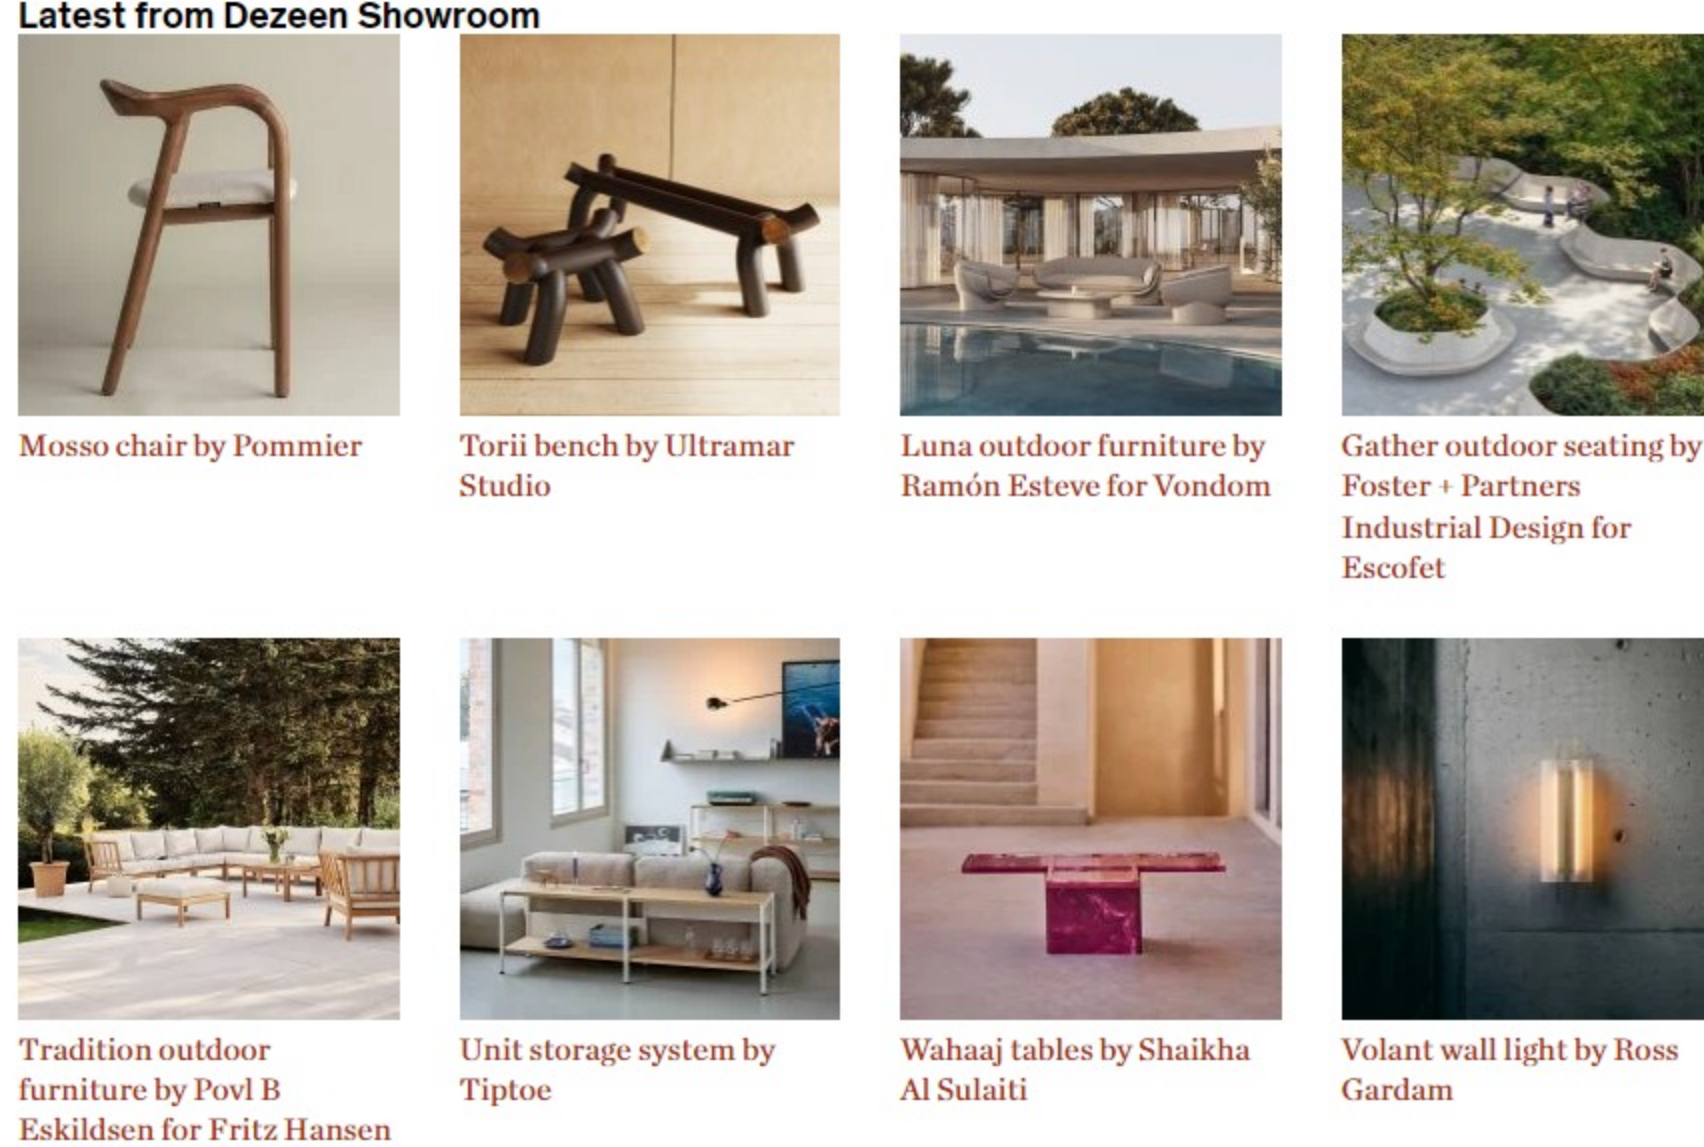 Latest from Dezeen Showroom
Mosso chair by Pommier
Torii bench by Ultramar
Studio
Luna outdoor furniture by
Ramón Esteve for Vondom
Gather outdoor seating by
Foster + Partners
Industrial Design for
Escofet
Tradition outdoor
furniture by Povl B
Eskildsen for Fritz Hansen
Unit storage system by
Tiptoe
Wahaaj tables by Shaikha
Al Sulaiti
Volant wall light by Ross
Gardam